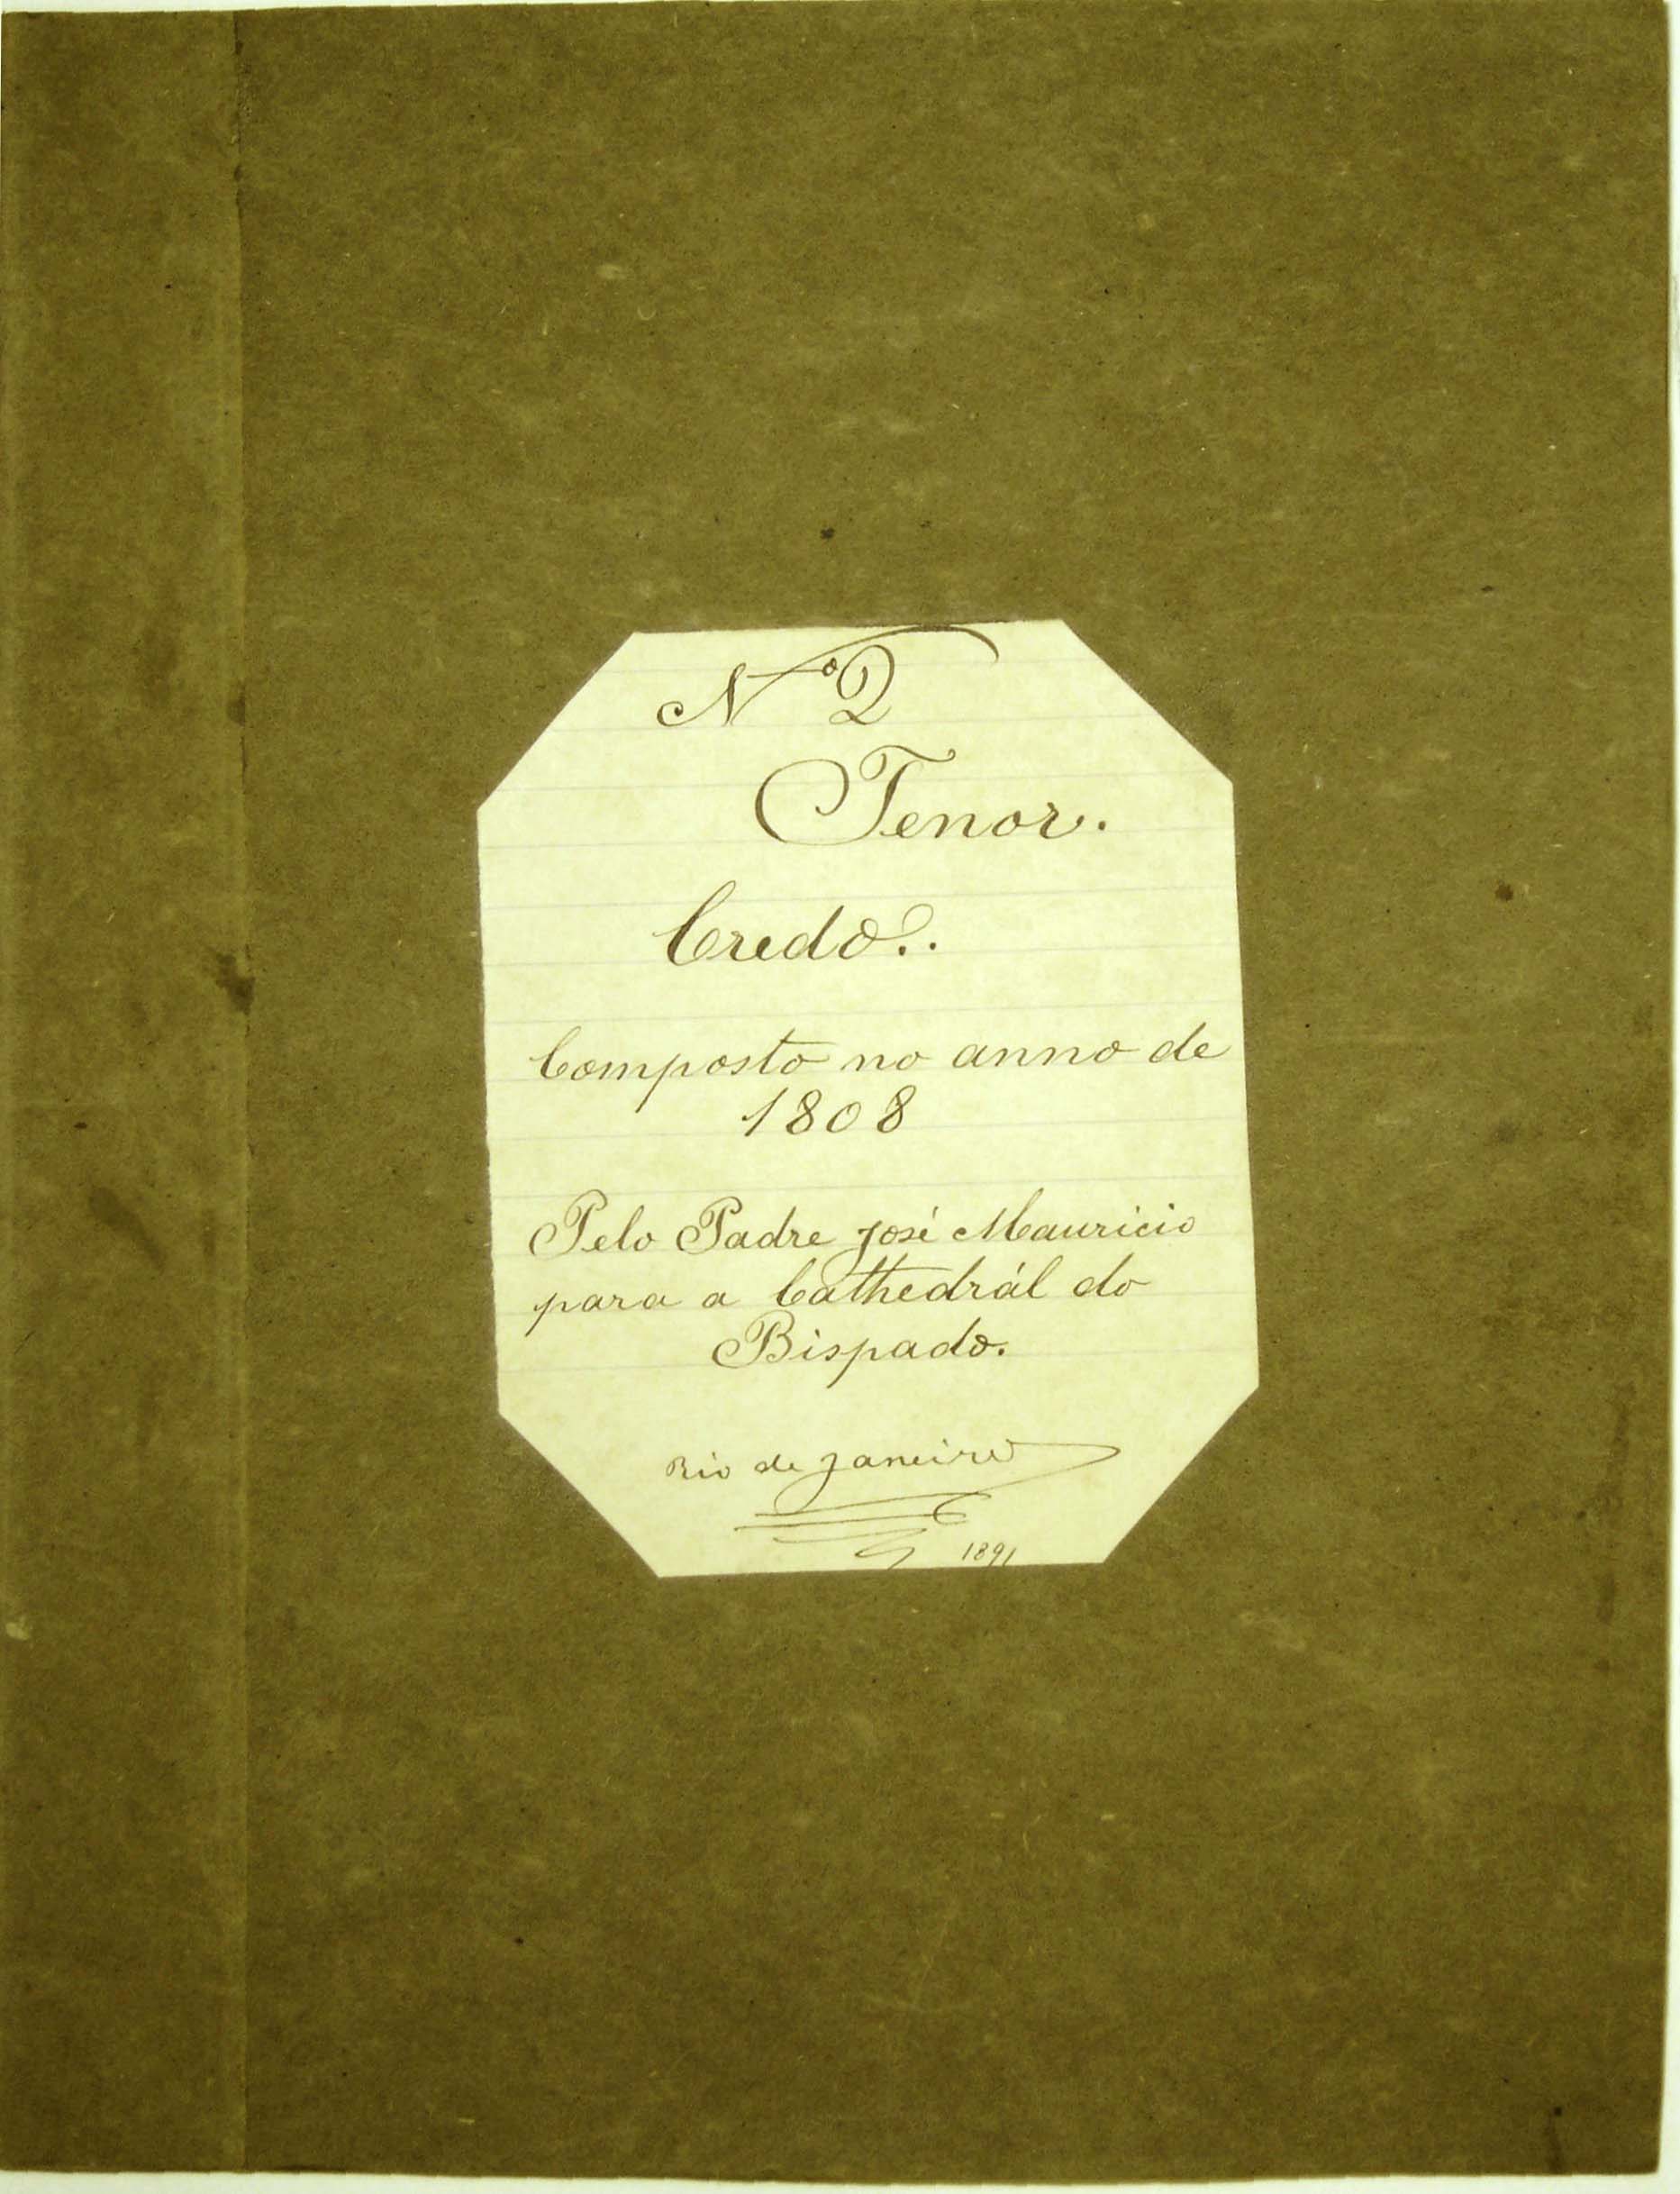 Nº 2
Tenor.
Credo..
Composto no anno de
1808
Pelo Padre José Mauricio
para a Cathedrál do
Bispado.
Rio de Janeiro
1891